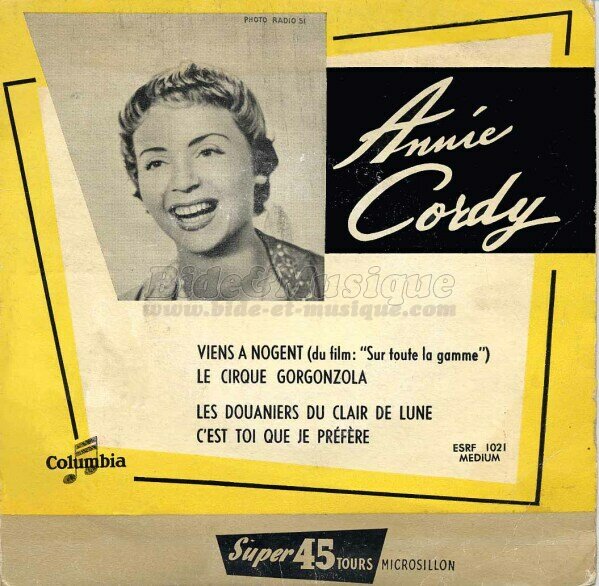 PHOTO RADIO 51
Annie
Cordy
Bide&Musique
www.bide-et-musique.com
VIENS A NOGENT (du film: "Sur toute la gamme")
LE CIRQUE GORGONZOLA
LES DOUANIERS DU CLAIR DE LUNE
C'EST TOI QUE JE PRÉFÈRE
Columbia
ESRF 1021
MEDIUM
Super 45 TOURS MICROSILLON